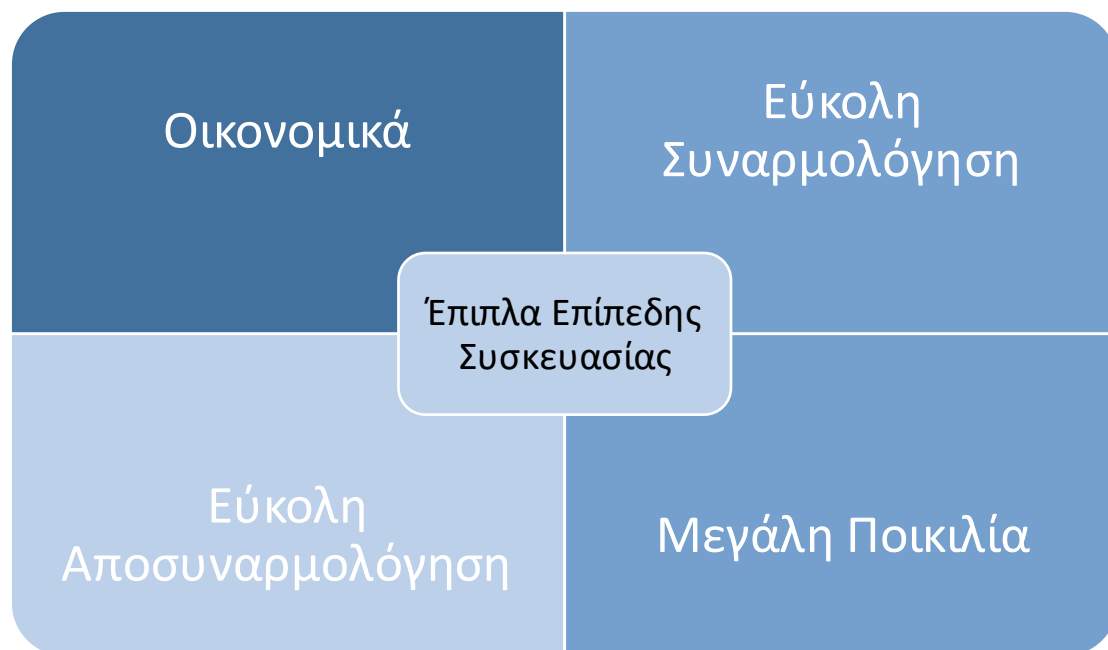 Οικονομικά
Εύκολη
Συναρμολόγηση
Έπιπλα Επίπεδης
Συσκευασίας
Εύκολη
Αποσυναρμολόγηση
Μεγάλη Ποικιλία